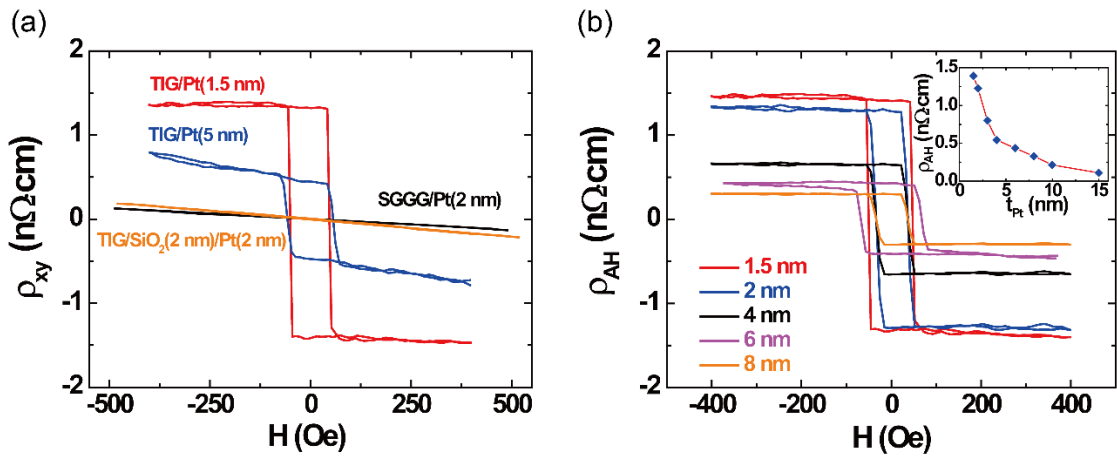 (a)
2
1
0
-1
-2
ρxy (nΩcm)
TIG/Pt(1.5 nm)
TIG/Pt(5 nm)
SGGG/Pt(2 nm)
TIG/SiO₂(2 nm)/Pt(2 nm)
-500 -250 0 250 500
H (Oe)
(b)
2
1
0
-1
-2
ρAH (nΩcm)
1.5 nm
2 nm
4 nm
6 nm
8 nm
-400 -200 0 200 400
H (Oe)
1.5
1.0
0.5
0.0
ρAH (nΩcm)
0 5 10 15
tPt (nm)